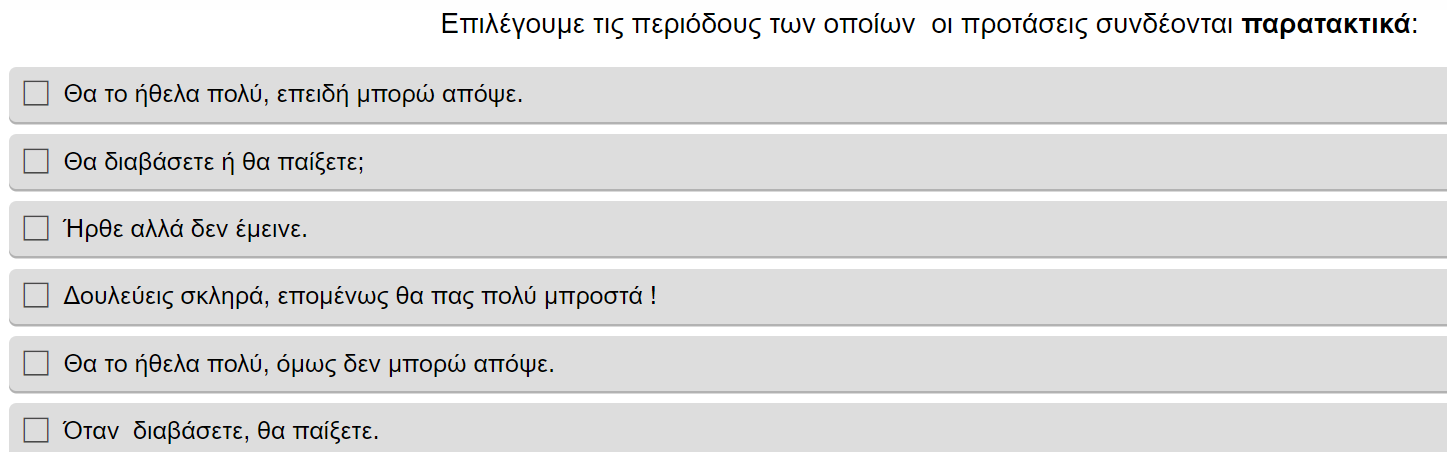 Επιλέγουμε τις περιόδους των οποίων  οι προτάσεις συνδέονται παρατακτικά:
Θα το ήθελα πολύ, επειδή μπορώ απόψε.
Θα διαβάσετε ή θα παίξετε;
Ήρθε αλλά δεν έμεινε.
Δουλεύεις σκληρά, επομένως θα πας πολύ μπροστά !
Θα το ήθελα πολύ, όμως δεν μπορώ απόψε.
Όταν  διαβάσετε, θα παίξετε.